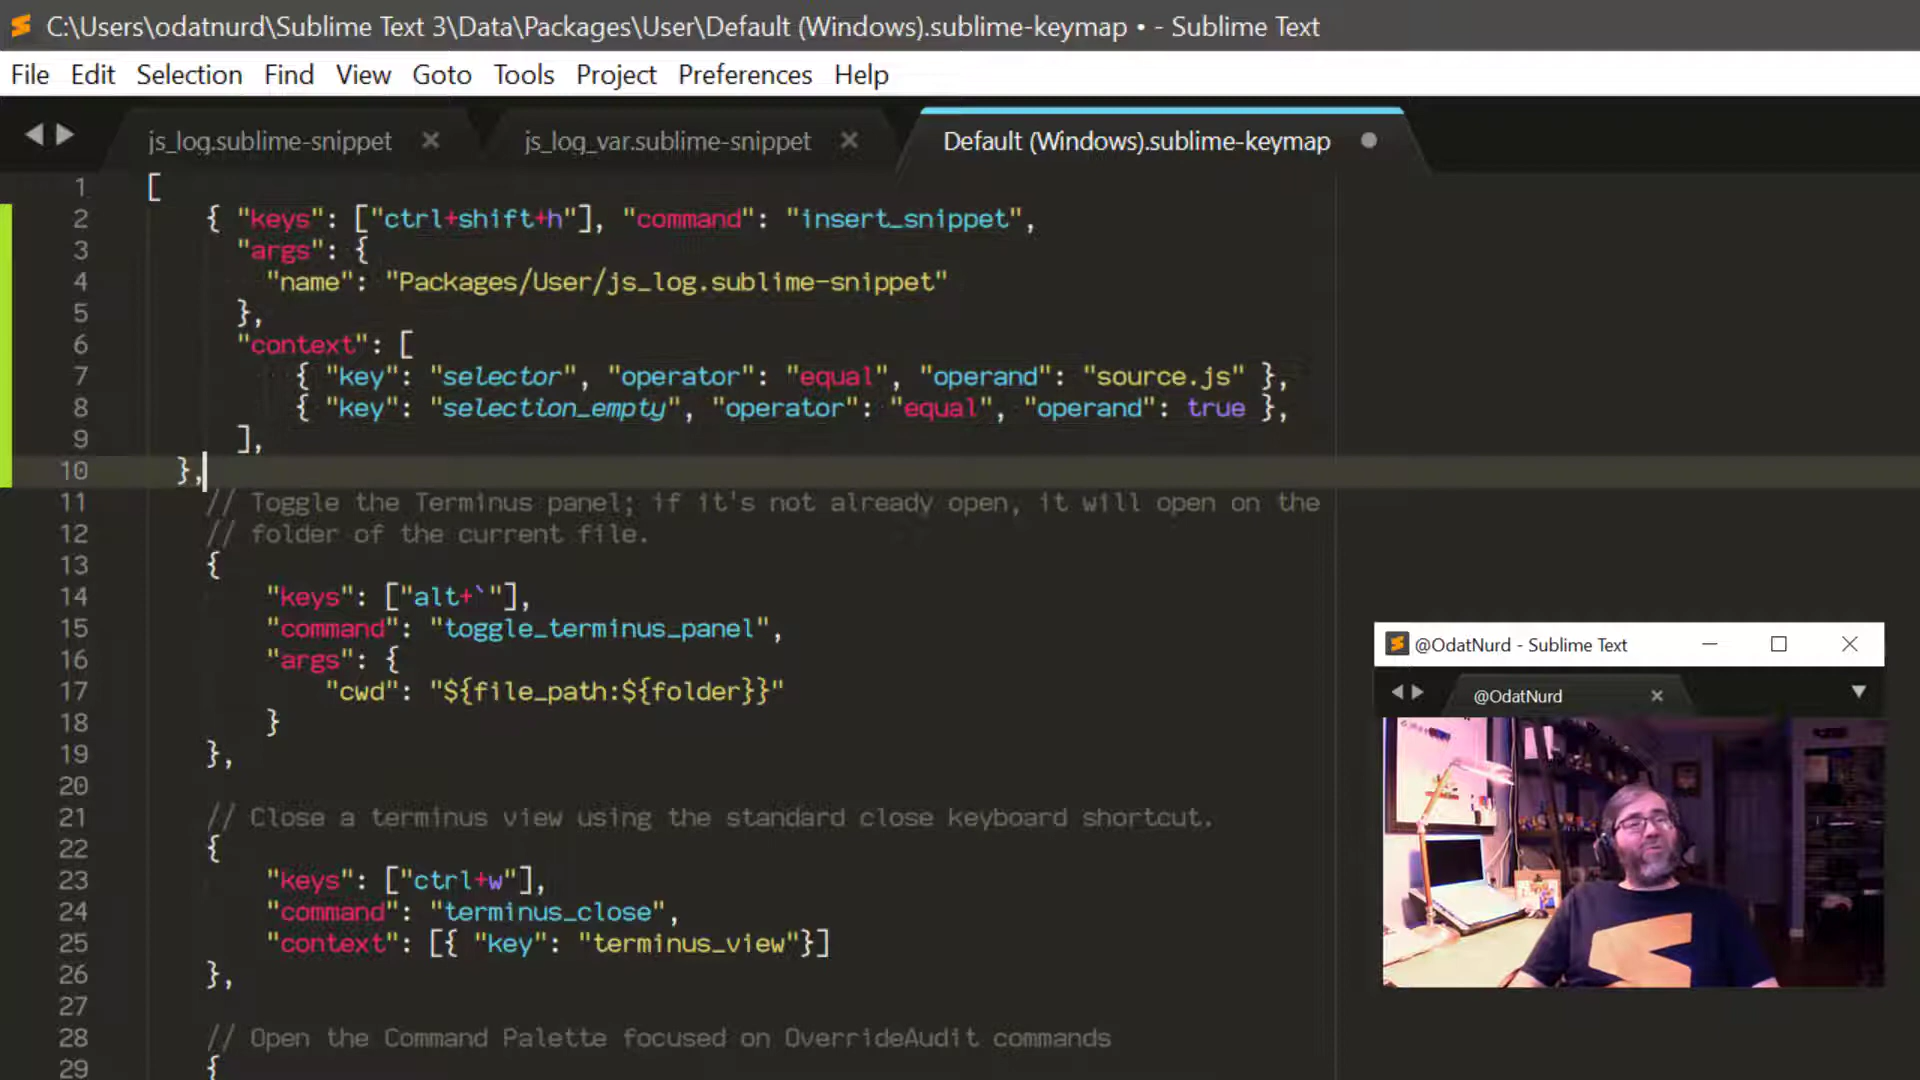 C:\Users\odatnurd\Sublime Text 3\Data\Packages\User\Default (Windows).sublime-keymap • - Sublime Text
File Edit Selection Find View Goto Tools Project Preferences Help
js_log.sublime-snippet js_log_var.sublime-snippet Default (Windows).sublime-keymap
1 [
2 { "keys": ["ctrl+shift+h"], "command": "insert_snippet",
3 "args": {
4 "name": "Packages/User/js_log.sublime-snippet"
5 },
6 "context": [
7 { "key": "selector", "operator": "equal", "operand": "source.js" },
8 { "key": "selection_empty", "operator": "equal", "operand": true },
9 ],
10 },
11 // Toggle the Terminus panel; if it's not already open, it will open on the
12 // folder of the current file.
13 {
14 "keys": ["alt+`"],
15 "command": "toggle_terminus_panel",
16 "args": {
17 "cwd": "${file_path:${folder}}"
18 }
19 },
20
21 // Close a terminus view using the standard close keyboard shortcut.
22 {
23 "keys": ["ctrl+w"],
24 "command": "terminus_close",
25 "context": [{ "key": "terminus_view"}]
26 },
27
28 // Open the Command Palette focused on OverrideAudit commands
29 {
@OdatNurd - Sublime Text
@OdatNurd